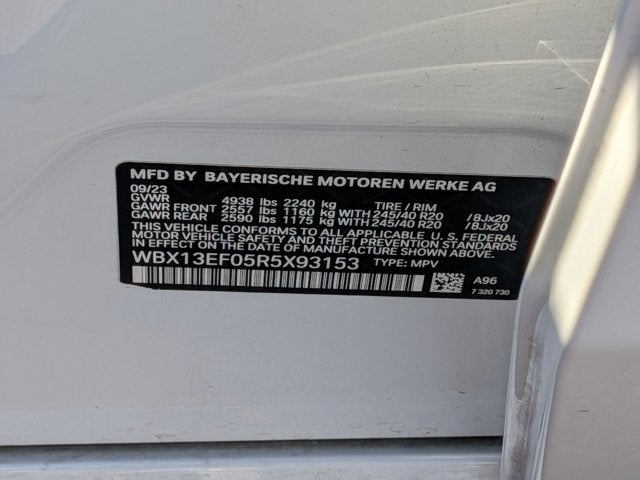 MFD BY BAYERISCHE MOTOREN WERKE AG
09/23
GVWR 4938 lbs 2240 kg TIRE / RIM
GAWR FRONT 2557 lbs 1160 kg WITH 245/40 R20 /8Jx20
GAWR REAR 2590 lbs 1175 kg WITH 245/40 R20 /8Jx20
THIS VEHICLE CONFORMS TO ALL APPLICABLE U. S. FEDERAL
MOTOR VEHICLE SAFETY, BUMPER, AND THEFT PREVENTION
STANDARDS IN EFFECT ON THE DATE OF MANUFACTURE SHOWN ABOVE.
WBX13EF05R5X93153 TYPE: MPV
A96
7 320 730